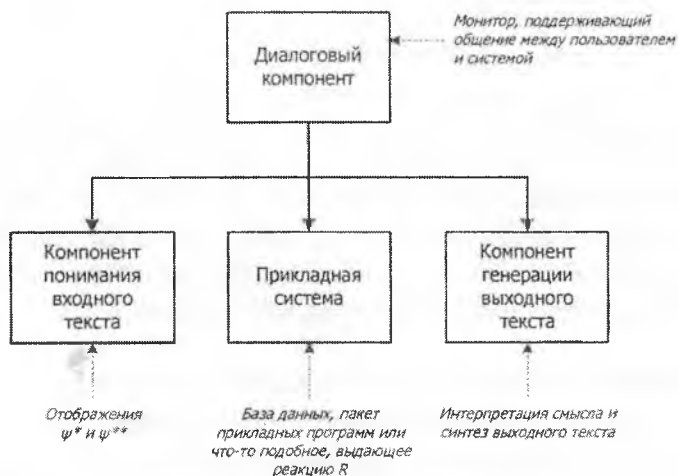 Диалоговый
компонент
Монитор, поддерживающий
общение между пользователем
и системой
Компонент
понимания
входного
текста
Прикладная
система
Компонент
генерации
выходного
текста
Отображения
ψ* и ψ**
База данных, пакет
прикладных программ или
что-то подобное, выдающее
реакцию R
Интерпретация смысла и
синтез выходного текста